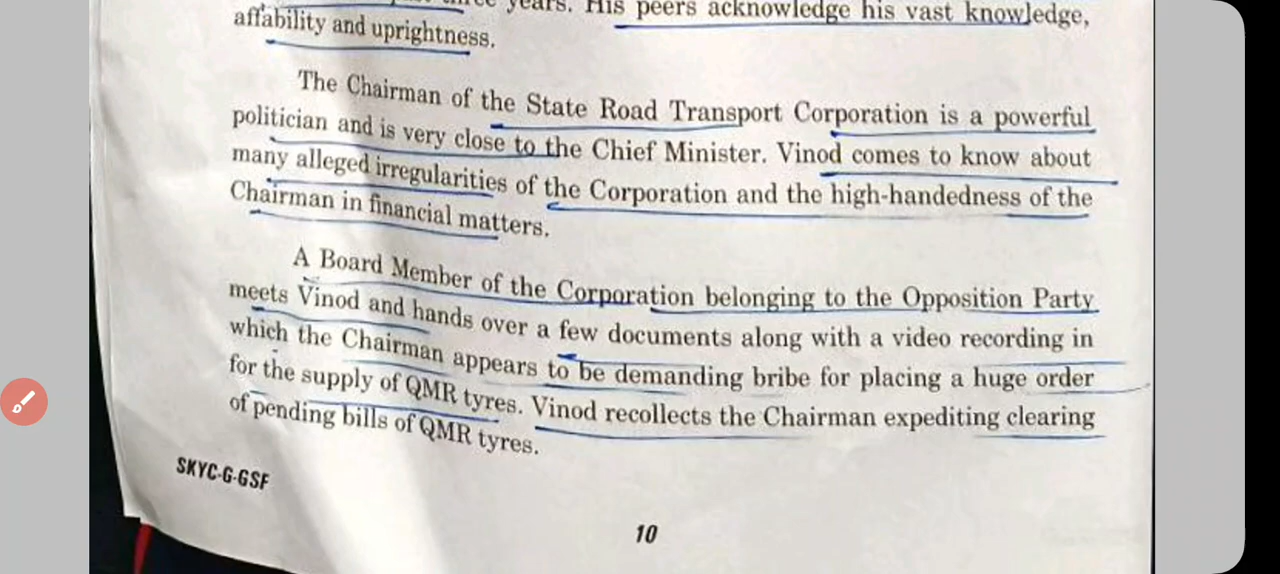 years. His peers acknowledge his vast knowledge,
affability and uprightness.
The Chairman of the State Road Transport Corporation is a powerful
politician and is very close to the Chief Minister. Vinod comes to know about
many alleged irregularities of the Corporation and the high-handedness of the
Chairman in financial matters.
A Board Member of the Corporation belonging to the Opposition Party
meets Vinod and hands over a few documents along with a video recording in
which the Chairman appears to be demanding bribe for placing a huge order
for the supply of QMR tyres. Vinod recollects the Chairman expediting clearing
of pending bills of QMR tyres.
SKYC-G-GSF
10